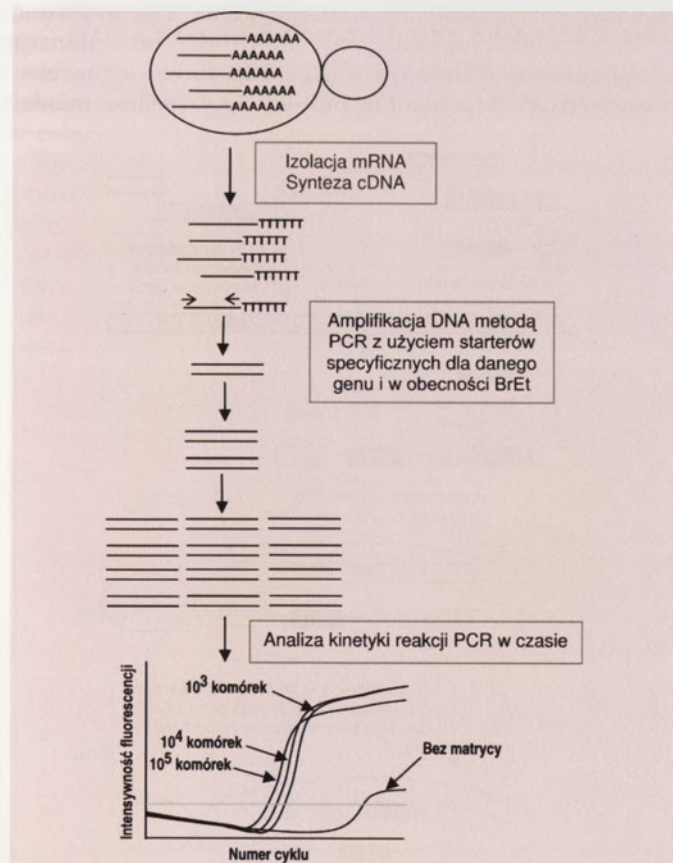 AAAAAA
AAAAAA
AAAAAA
AAAAAA
AAAAAA
Izolacja mRNA
Synteza cDNA
TTTTTT
TTTTTT
TTTTTT
TTTTTT
TTTTTT
Amplifikacja DNA metodą
PCR z użyciem starterów
specyficznych dla danego
genu i w obecności BrEt
Analiza kinetyki reakcji PCR w czasie
Intensywność fluorescencji
10³ komórek
10⁴ komórek
10⁵ komórek
Bez matrycy
Numer cyklu